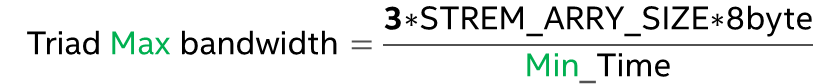 3*STREM_ARRY_SIZE*8byte
Triad Max bandwidth =
Min_Time